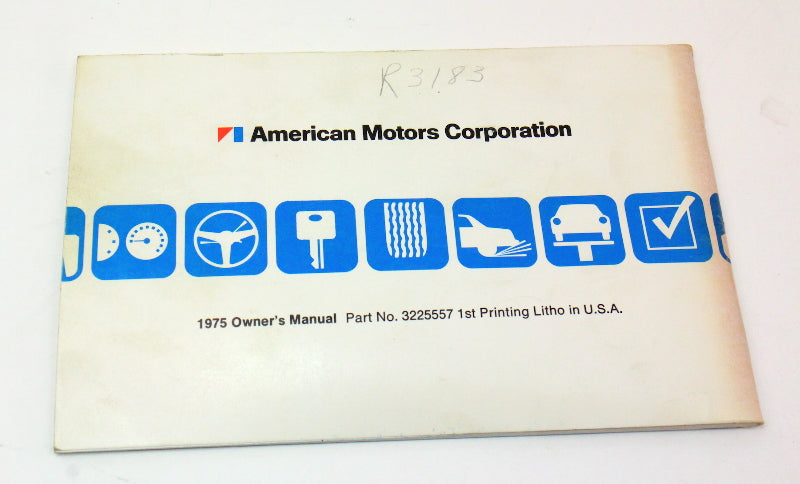 R3183
American Motors Corporation
1975 Owner's Manual Part No. 3225557 1st Printing Litho in U.S.A.